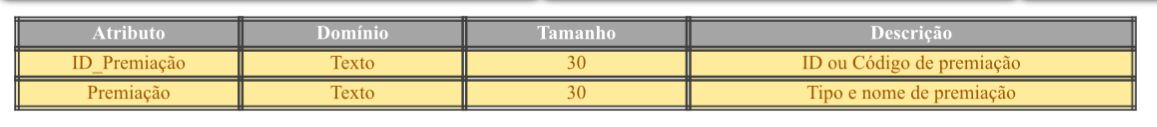 Atributo Domínio Tamanho Descrição
ID_Premiação Texto 30 ID ou Código de premiação
Premiação Texto 30 Tipo e nome de premiação